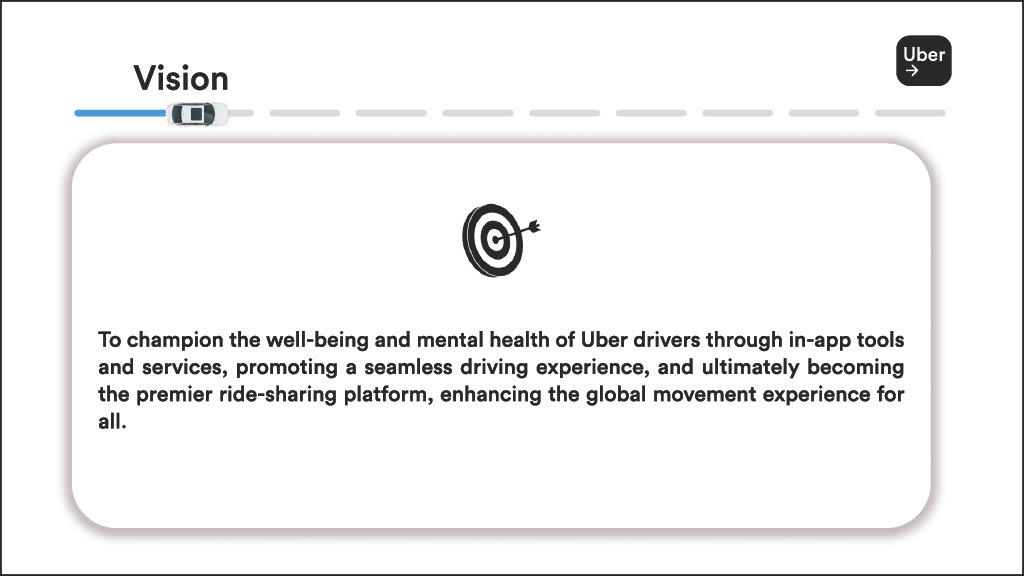 Uber
Vision
To champion the well-being and mental health of Uber drivers through in-app tools
and services, promoting a seamless driving experience, and ultimately becoming
the premier ride-sharing platform, enhancing the global movement experience for
all.